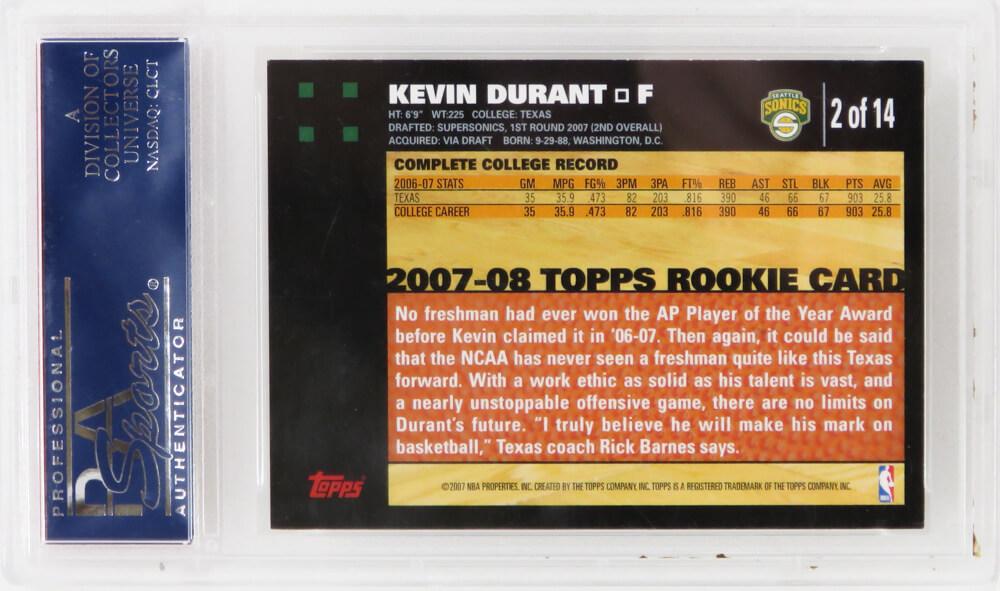 A
DIVISION OF
COLLECTORS
UNIVERSE
NASDAQ: CLCT
PROFESSIONAL
PSA
Sports®
AUTHENTICATOR
KEVIN DURANT □ F
HT: 6'9" WT:225 COLLEGE: TEXAS
DRAFTED: SUPERSONICS, 1ST ROUND 2007 (2ND OVERALL)
ACQUIRED: VIA DRAFT BORN: 9-29-88, WASHINGTON, D.C.
SEATTLE
SONICS
2 of 14
COMPLETE COLLEGE RECORD
2006-07 STATS GM MPG FG% 3PM 3PA FT% REB AST STL BLK PTS AVG
TEXAS 35 35.9 .473 82 203 .816 390 46 66 67 903 25.8
COLLEGE CAREER 35 35.9 .473 82 203 .816 390 46 66 67 903 25.8
2007-08 TOPPS ROOKIE CARD
No freshman had ever won the AP Player of the Year Award
before Kevin claimed it in '06-07. Then again, it could be said
that the NCAA has never seen a freshman quite like this Texas
forward. With a work ethic as solid as his talent is vast, and
a nearly unstoppable offensive game, there are no limits on
Durant's future. "I truly believe he will make his mark on
basketball," Texas coach Rick Barnes says.
topps
©2007 NBA PROPERTIES, INC. CREATED BY THE TOPPS COMPANY, INC. TOPPS IS A REGISTERED TRADEMARK OF THE TOPPS COMPANY, INC.